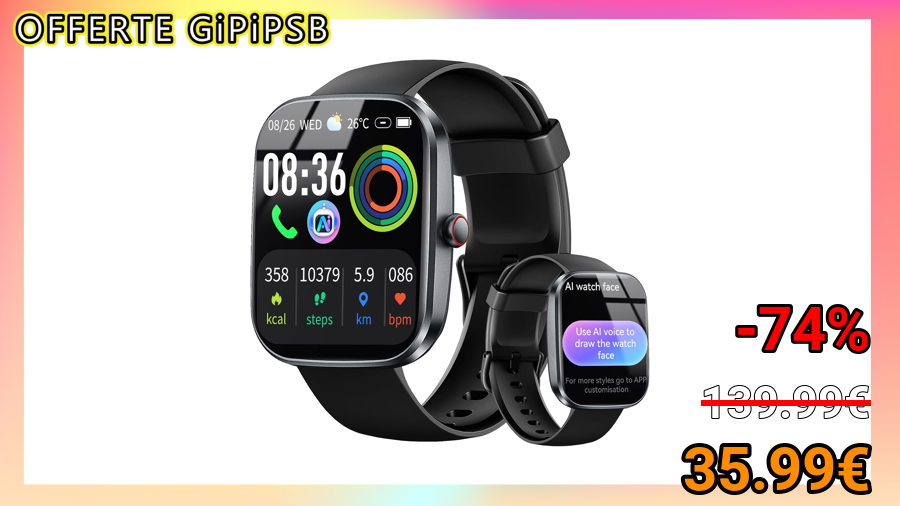 OFFERTE GiPiPSB
08/26 WED 26°C
08:36
Ai
358 10379 5.9 086
kcal steps km bpm
AI watch face
Use AI voice to
draw the watch
face
For more styles go to APP
customisation
-74%
139.99€
35.99€